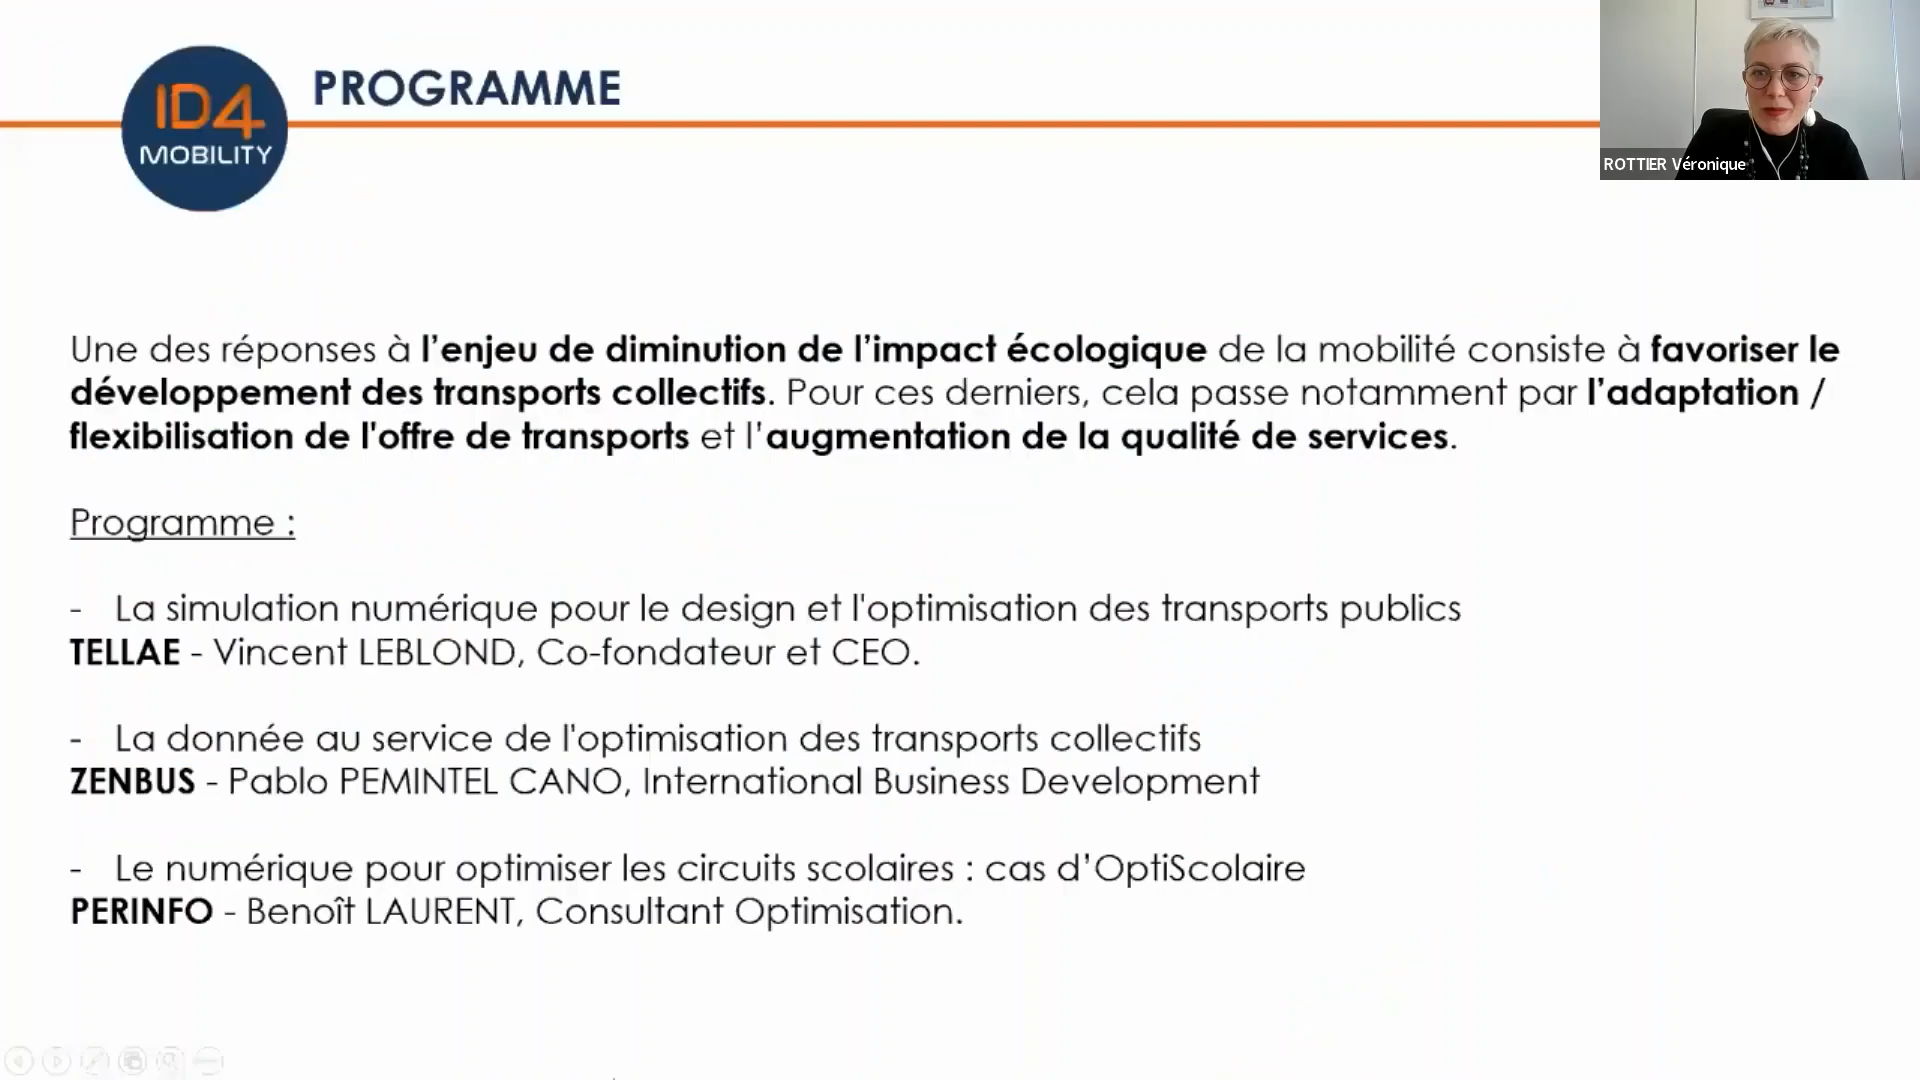 ID4
MOBILITY
PROGRAMME
ROTTIER Véronique
Une des réponses à l’enjeu de diminution de l’impact écologique de la mobilité consiste à favoriser le
développement des transports collectifs. Pour ces derniers, cela passe notamment par l’adaptation /
flexibilisation de l'offre de transports et l’augmentation de la qualité de services.
Programme :
- La simulation numérique pour le design et l'optimisation des transports publics
TELLAE - Vincent LEBLOND, Co-fondateur et CEO.
- La donnée au service de l'optimisation des transports collectifs
ZENBUS - Pablo PEMINTEL CANO, International Business Development
- Le numérique pour optimiser les circuits scolaires : cas d’OptiScolaire
PERINFO - Benoît LAURENT, Consultant Optimisation.